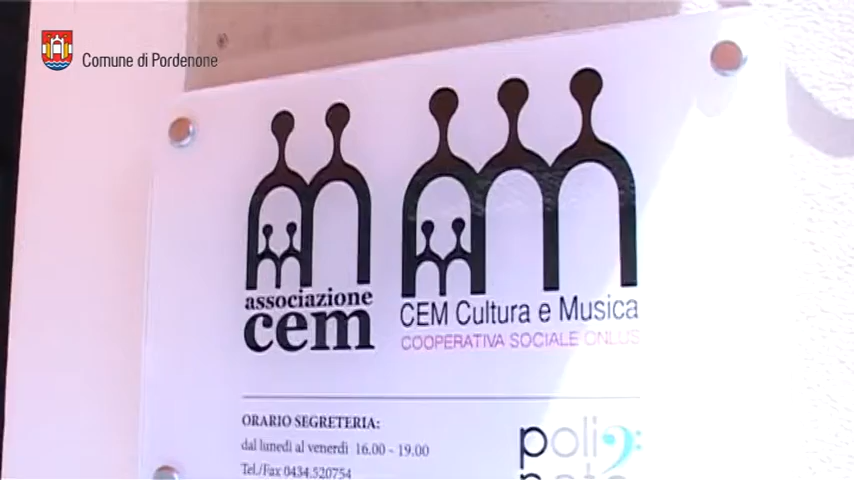 Comune di Pordenone
associazione
cem
CEM Cultura e Musica
COOPERATIVA SOCIALE ONLUS
ORARIO SEGRETERIA:
dal lunedì al venerdì 16.00 - 19.00
Tel./Fax 0434.520754
poli